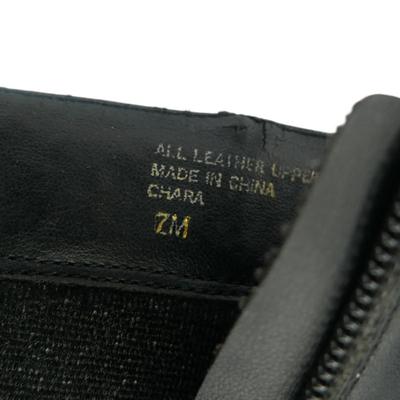 ALL LEATHER UPPER
MADE IN CHINA
CHARA
7M